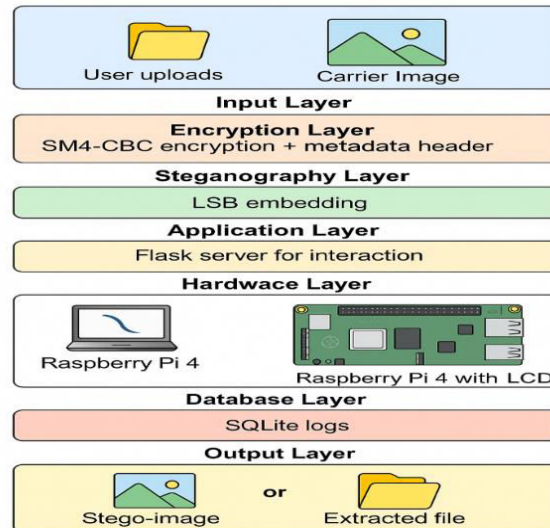 User uploads
Carrier Image
Input Layer
Encryption Layer
SM4-CBC encryption + metadata header
Steganography Layer
LSB embedding
Application Layer
Flask server for interaction
Hardwace Layer
Raspberry Pi 4
Raspberry Pi 4 with LCD
Database Layer
SQLite logs
Output Layer
or
Stego-image
Extracted file